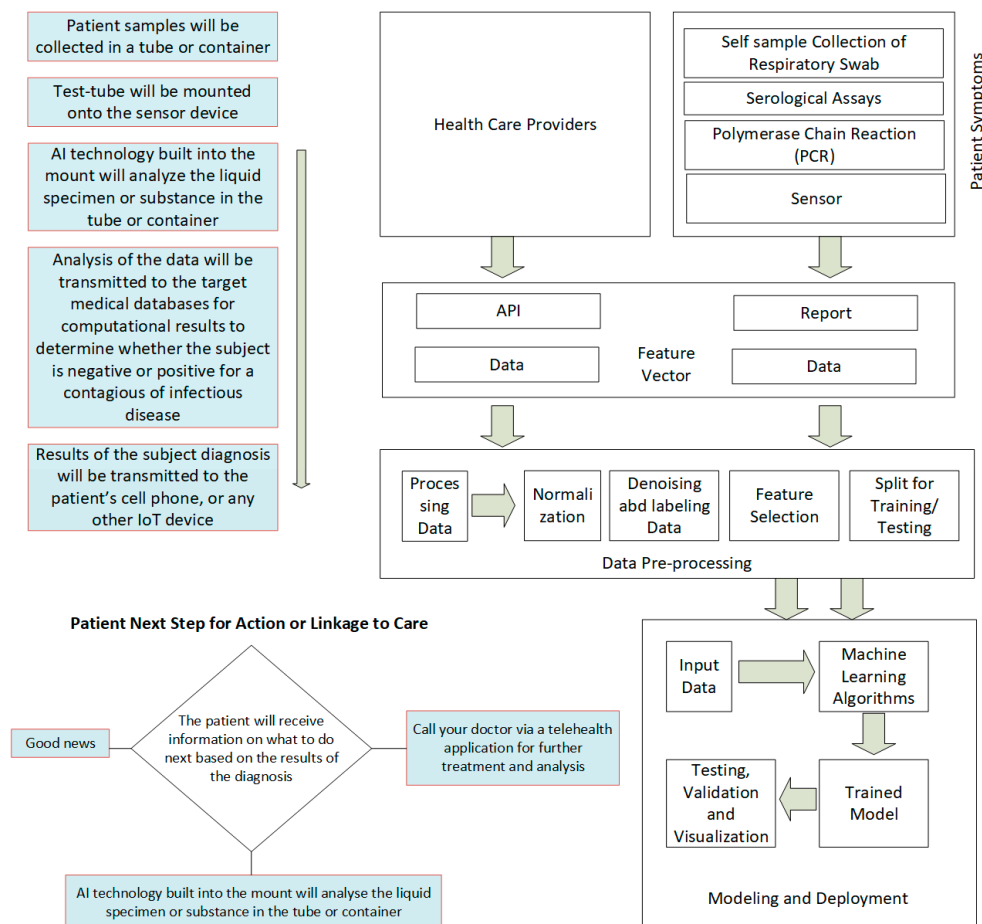 Patient samples will be
collected in a tube or container
Test-tube will be mounted
onto the sensor device
AI technology built into the
mount will analyze the liquid
specimen or substance in the
tube or container
Analysis of the data will be
transmitted to the target
medical databases for
computational results to
determine whether the subject
is negative or positive for a
contagious of infectious
disease
Results of the subject diagnosis
will be transmitted to the
patient's cell phone, or any
other IoT device
Health Care Providers
Self sample Collection of
Respiratory Swab
Serological Assays
Polymerase Chain Reaction
(PCR)
Sensor
Patient Symptoms
API
Data
Feature
Vector
Report
Data
Proces
sing
Data
Normali
zation
Denoising
abd labeling
Data
Feature
Selection
Split for
Training/
Testing
Data Pre-processing
Input
Data
Machine
Learning
Algorithms
Trained
Model
Testing,
Validation
and
Visualization
Modeling and Deployment
Patient Next Step for Action or Linkage to Care
Good news
The patient will receive
information on what to do
next based on the results of
the diagnosis
Call your doctor via a telehealth
application for further
treatment and analysis
AI technology built into the mount will analyse the liquid
specimen or substance in the tube or container